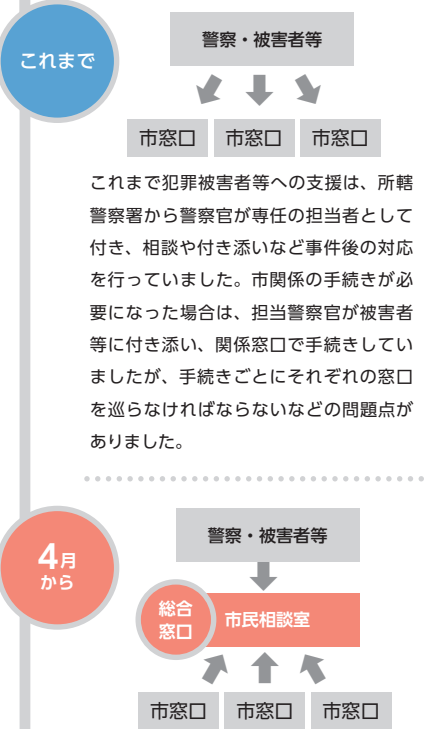 これまで
警察・被害者等
市窓口 市窓口 市窓口
これまで犯罪被害者等への支援は、所轄
警察署から警察官が専任の担当者として
付き、相談や付き添いなど事件後の対応
を行っていました。市関係の手続きが必
要になった場合は、担当警察官が被害者
等に付き添い、関係窓口で手続きしてい
ましたが、手続きごとにそれぞれの窓口
を巡らなければならないなどの問題点が
ありました。
4月
から
警察・被害者等
総合
窓口
市民相談室
市窓口 市窓口 市窓口